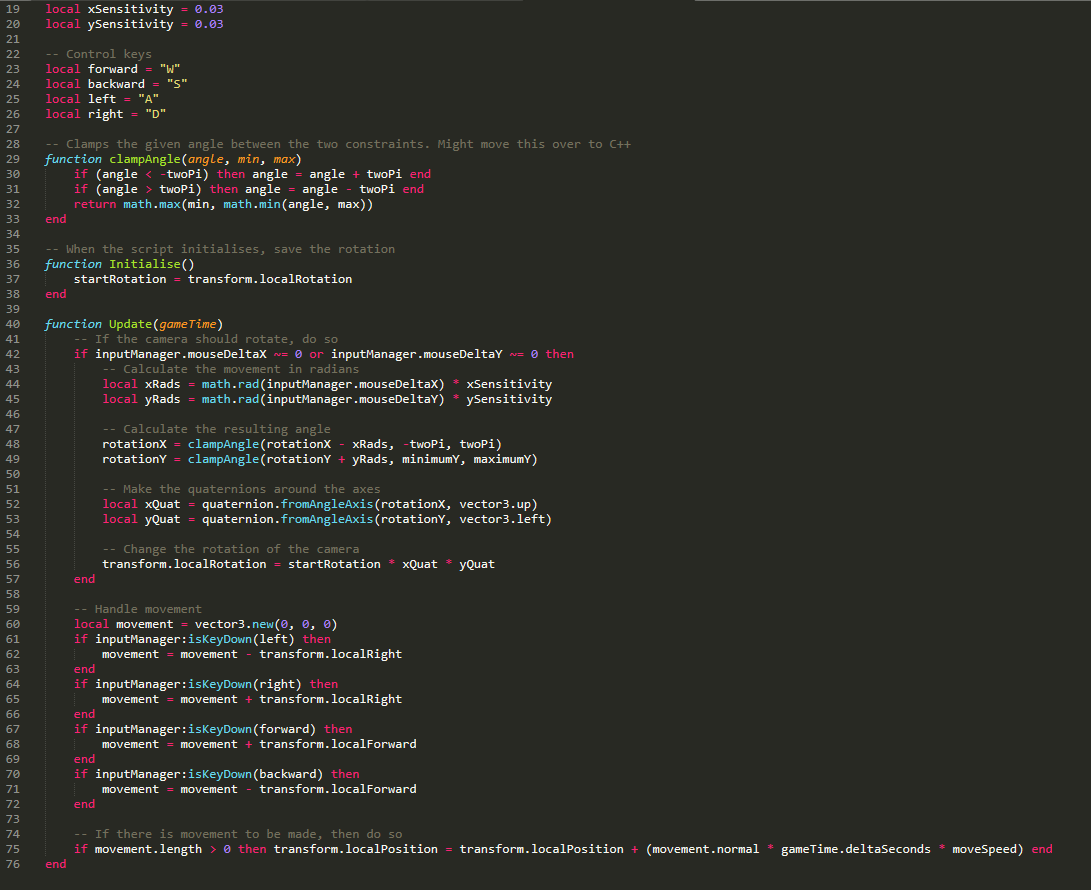 19 local xSensitivity = 0.03
20 local ySensitivity = 0.03
21
22 -- Control keys
23 local forward = "W"
24 local backward = "S"
25 local left = "A"
26 local right = "D"
27
28 -- Clamps the given angle between the two constraints. Might move this over to C++
29 function clampAngle(angle, min, max)
30     if (angle < -twoPi) then angle = angle + twoPi end
31     if (angle > twoPi) then angle = angle - twoPi end
32     return math.max(min, math.min(angle, max))
33 end
34
35 -- When the script initialises, save the rotation
36 function Initialise()
37     startRotation = transform.localRotation
38 end
39
40 function Update(gameTime)
41     -- If the camera should rotate, do so
42     if inputManager.mouseDeltaX ~= 0 or inputManager.mouseDeltaY ~= 0 then
43         -- Calculate the movement in radians
44         local xRads = math.rad(inputManager.mouseDeltaX) * xSensitivity
45         local yRads = math.rad(inputManager.mouseDeltaY) * ySensitivity
46
47         -- Calculate the resulting angle
48         rotationX = clampAngle(rotationX - xRads, -twoPi, twoPi)
49         rotationY = clampAngle(rotationY + yRads, minimumY, maximumY)
50
51         -- Make the quaternions around the axes
52         local xQuat = quaternion.fromAngleAxis(rotationX, vector3.up)
53         local yQuat = quaternion.fromAngleAxis(rotationY, vector3.left)
54
55         -- Change the rotation of the camera
56         transform.localRotation = startRotation * xQuat * yQuat
57     end
58
59     -- Handle movement
60     local movement = vector3.new(0, 0, 0)
61     if inputManager:isKeyDown(left) then
62         movement = movement - transform.localRight
63     end
64     if inputManager:isKeyDown(right) then
65         movement = movement + transform.localRight
66     end
67     if inputManager:isKeyDown(forward) then
68         movement = movement + transform.localForward
69     end
70     if inputManager:isKeyDown(backward) then
71         movement = movement - transform.localForward
72     end
73
74     -- If there is movement to be made, then do so
75     if movement.length > 0 then transform.localPosition = transform.localPosition + (movement.normal * gameTime.deltaSeconds * moveSpeed) end
76 end